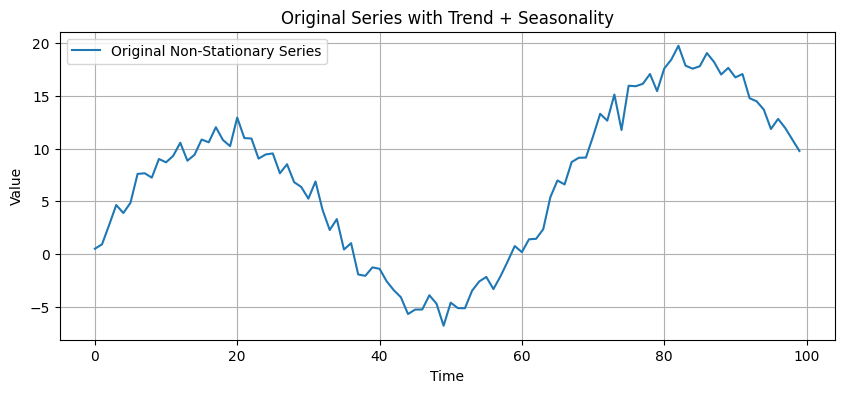 Original Series with Trend + Seasonality
Original Non-Stationary Series
Value
20
15
10
5
0
−5
0 20 40 60 80 100
Time